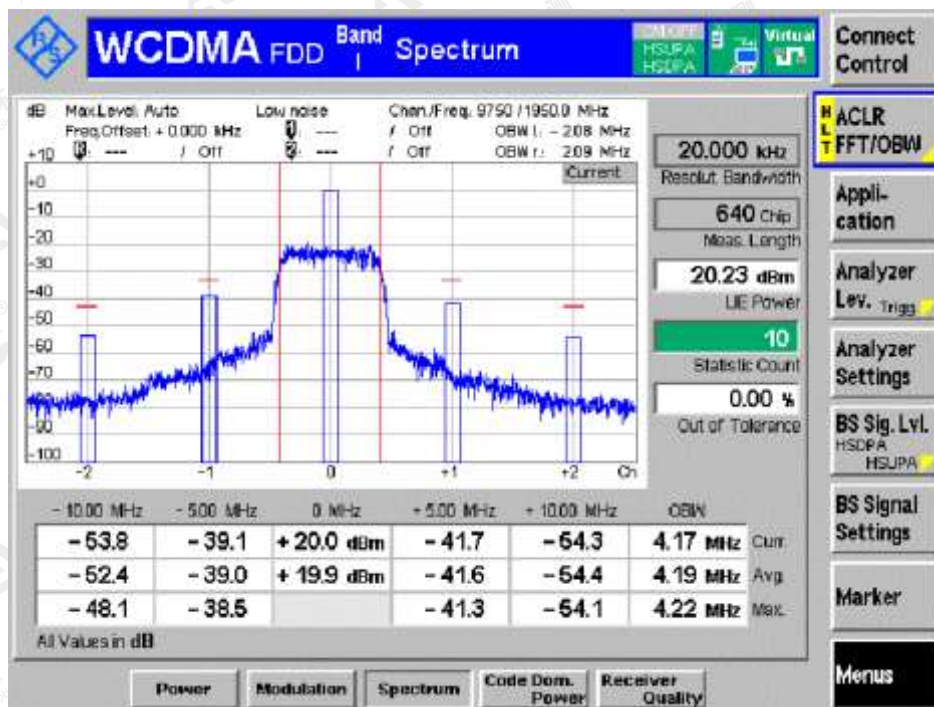 WCDMA FDD Band I Spectrum
HSUPA
HSDPA
Virtual
Connect Control
dB Max.Level: Auto Low noise Chan./Freq.: 9750 / 1950.0 MHz
Freq.Offset: + 0.000 kHz 1: --- / Off OBW l.: - 2.08 MHz
--- / Off 2: --- / Off OBW r.: 2.09 MHz
Current
+10
+0
-10
-20
-30
-40
-50
-60
-70
-80
-90
-100
-2 -1 0 +1 +2 Ch
20.000 kHz
Resolut. Bandwidth
640 Chip
Meas. Length
20.23 dBm
UE Power
10
Statistic Count
0.00 %
Out of Tolerance
- 10.00 MHz - 5.00 MHz 0 MHz + 5.00 MHz + 10.00 MHz OBW
- 53.8 - 39.1 + 20.0 dBm - 41.7 - 54.3 4.17 MHz Curr.
- 52.4 - 39.0 + 19.9 dBm - 41.6 - 54.4 4.19 MHz Avg.
- 48.1 - 38.5 - 41.3 - 54.1 4.22 MHz Max.
All Values in dB
H L T ACLR FFT/OBW
Appli-
cation
Analyzer
Lev. Trigg.
Analyzer
Settings
BS Sig. Lvl.
HSDPA
HSUPA
BS Signal
Settings
Marker
Menus
Power Modulation Spectrum Code Dom. Power Receiver Quality